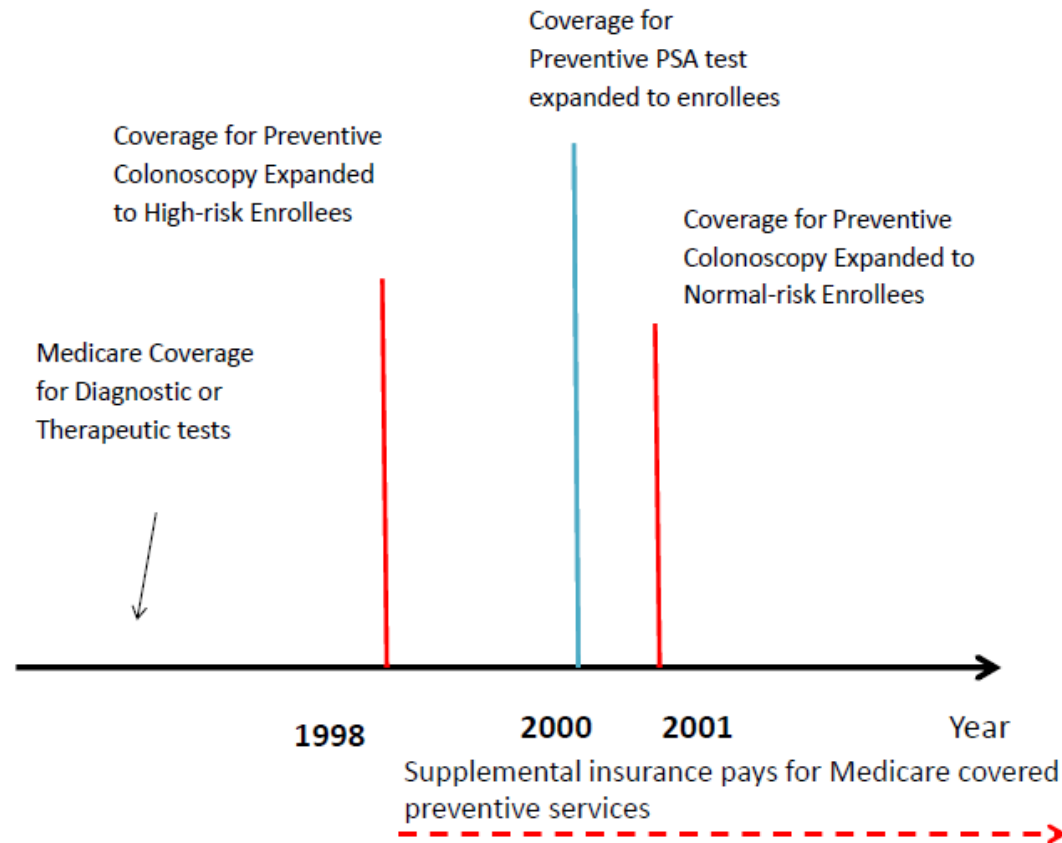 Coverage for
Preventive PSA test
expanded to enrollees
Coverage for Preventive
Colonoscopy Expanded
to High-risk Enrollees
Coverage for Preventive
Colonoscopy Expanded to
Normal-risk Enrollees
Medicare Coverage
for Diagnostic or
Therapeutic tests
1998
2000
2001
Year
Supplemental insurance pays for Medicare covered
preventive services